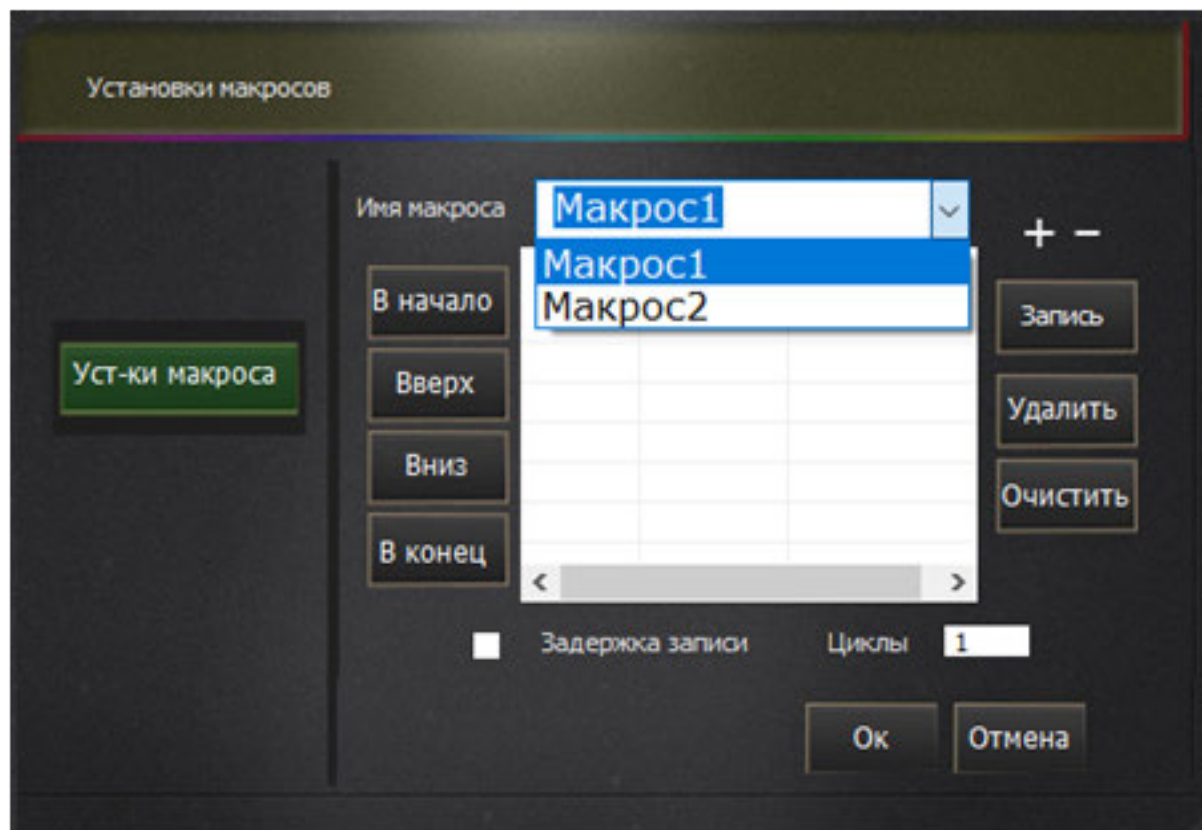 Установки макросов
Имя макроса
Макрос1
+ −
Макрос1
Макрос2
В начало
Запись
Уст-ки макроса
Вверх
Удалить
Вниз
Очистить
В конец
Задержка записи
Циклы
1
Ок
Отмена